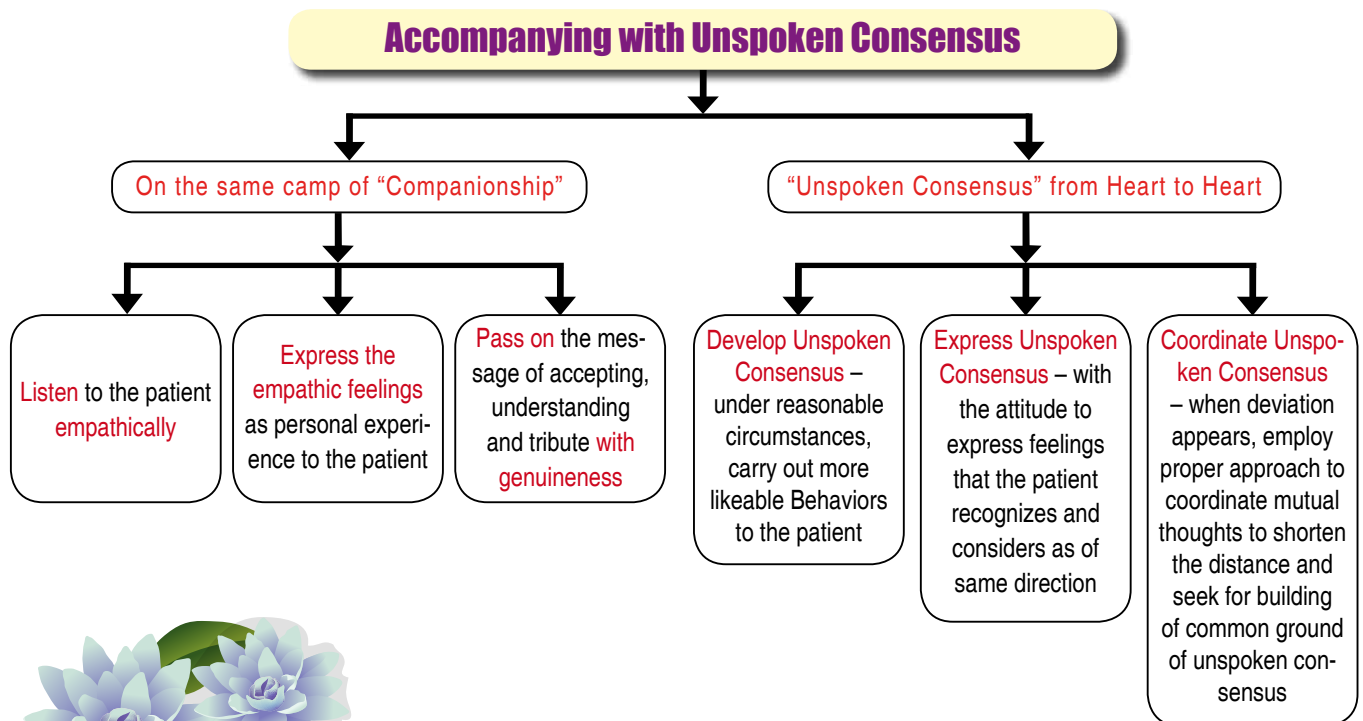 Accompanying with Unspoken Consensus
On the same camp of “Companionship”
“Unspoken Consensus” from Heart to Heart
Listen to the patient
empathically
Express the
empathic feelings
as personal experi-
ence to the patient
Pass on the mes-
sage of accepting,
understanding
and tribute with
genuineness
Develop Unspoken
Consensus –
under reasonable
circumstances,
carry out more
likeable Behaviors
to the patient
Express Unspoken
Consensus – with
the attitude to
express feelings
that the patient
recognizes and
considers as of
same direction
Coordinate Unspo-
ken Consensus
– when deviation
appears, employ
proper approach to
coordinate mutual
thoughts to shorten
the distance and
seek for building
of common ground
of unspoken con-
sensus